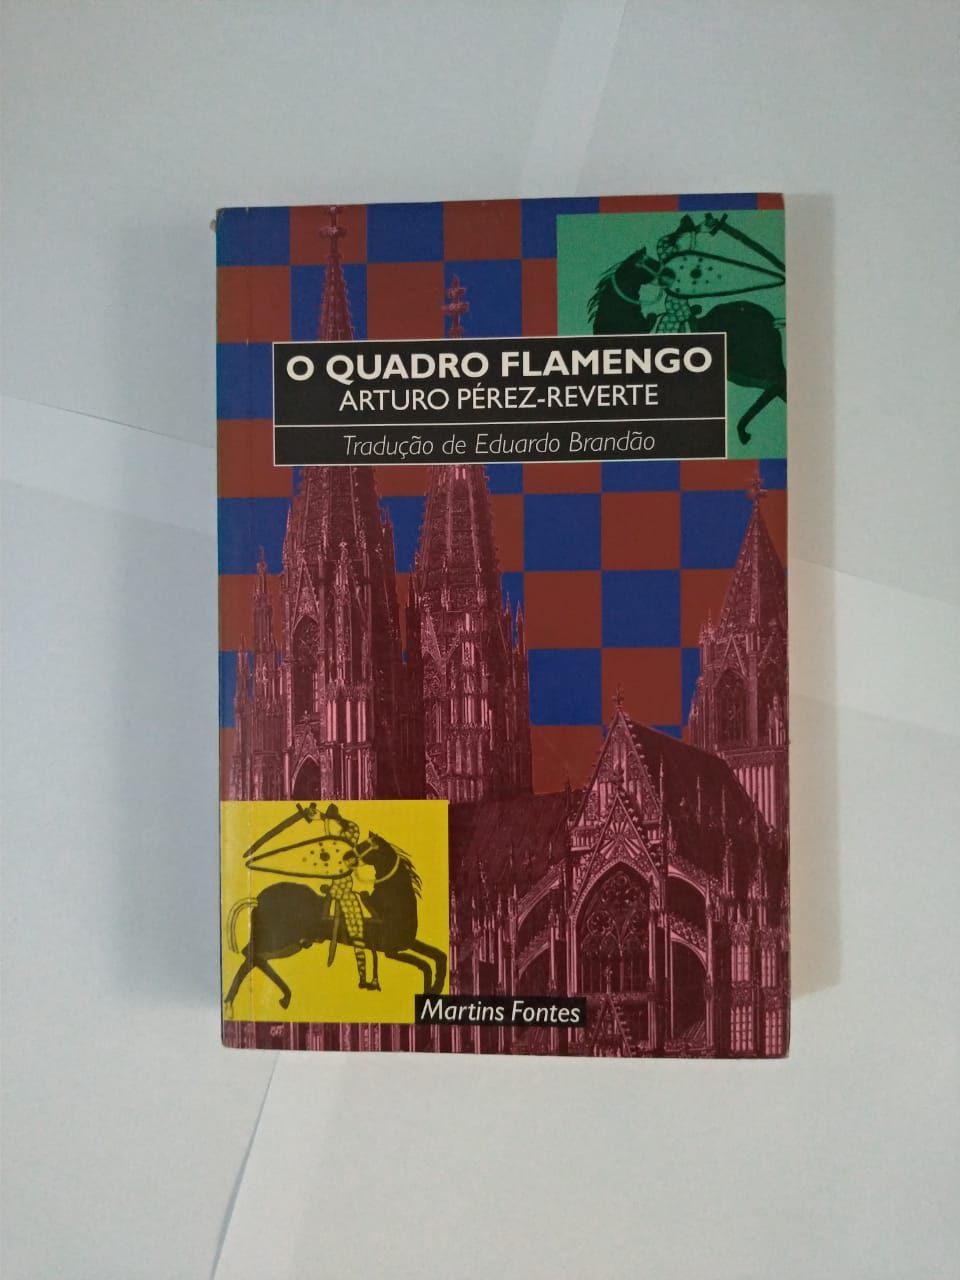 O QUADRO FLAMENGO
ARTURO PÉREZ-REVERTE
Tradução de Eduardo Brandão
Martins Fontes